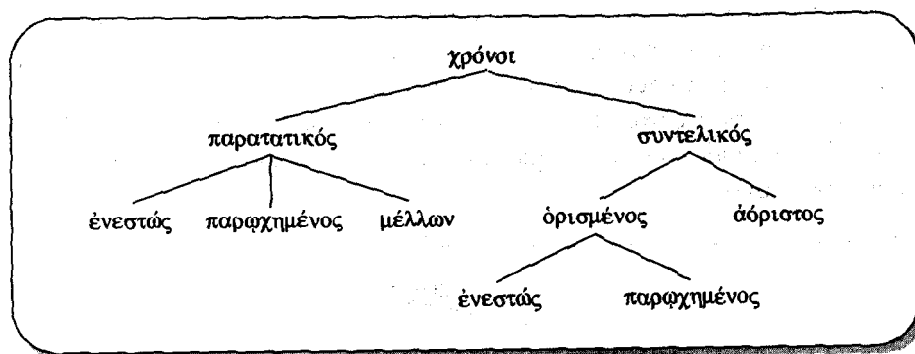 χρόνοι
παρατατικός συντελικός
ἐνεστώς παρῳχημένος μέλλων ὁρισμένος ἀόριστος
ἐνεστώς παρῳχημένος